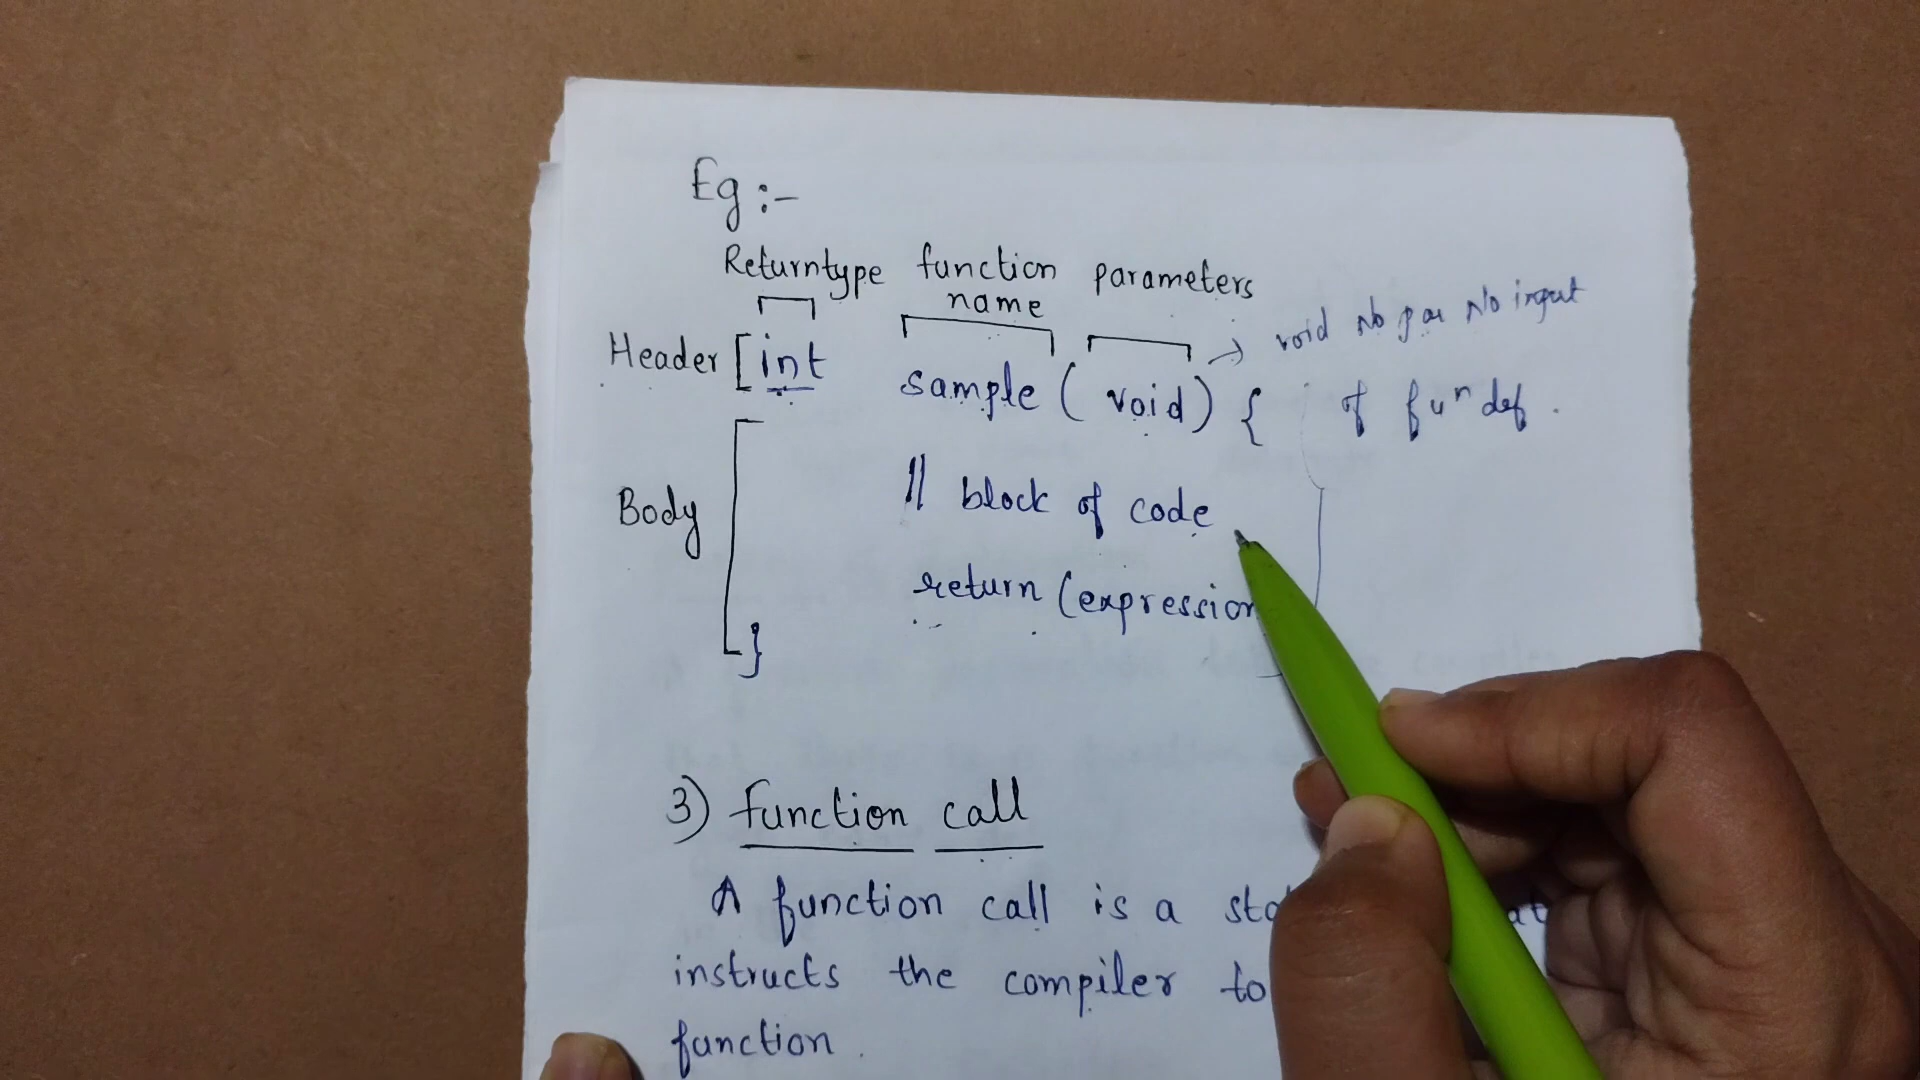 Eg :-
Returntype function parameters
name
void No par No input
Header [ int sample ( void ) { of fuⁿ def .
Body
// block of code
return (expression
}
3) function call
A function call is a
instructs the compiler to
function .